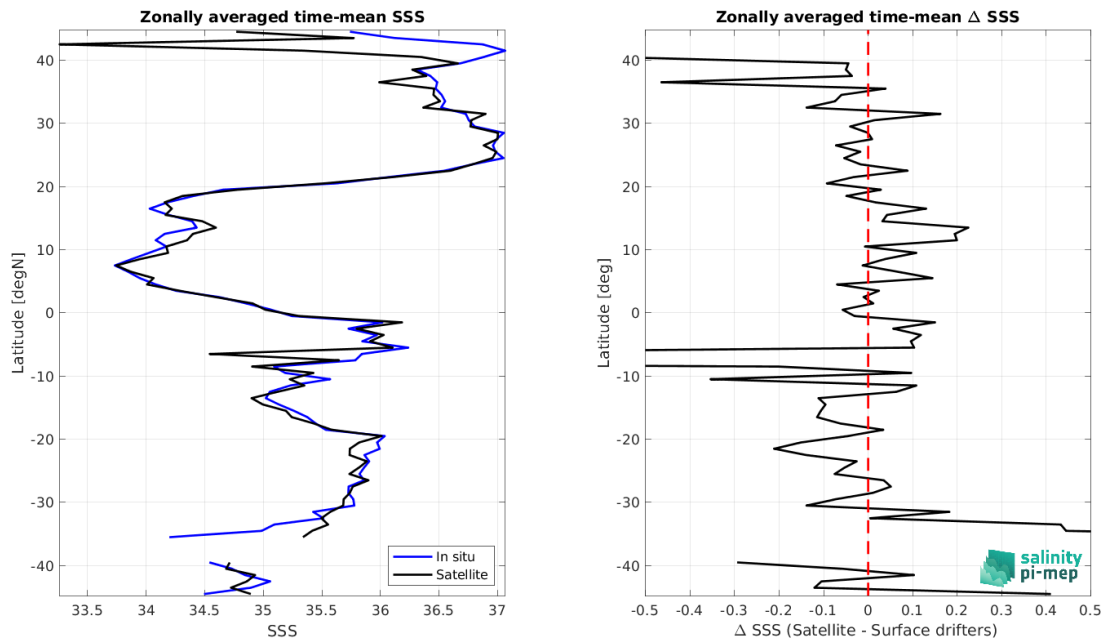 Zonally averaged time-mean SSS
Latitude [degN]
40
30
20
10
0
-10
-20
-30
-40
33.5 34 34.5 35 35.5 36 36.5 37
SSS
In situ
Satellite
Zonally averaged time-mean Δ SSS
Latitude [deg]
40
30
20
10
0
-10
-20
-30
-40
-0.5 -0.4 -0.3 -0.2 -0.1 0 0.1 0.2 0.3 0.4 0.5
Δ SSS (Satellite - Surface drifters)
salinity
pi-mep